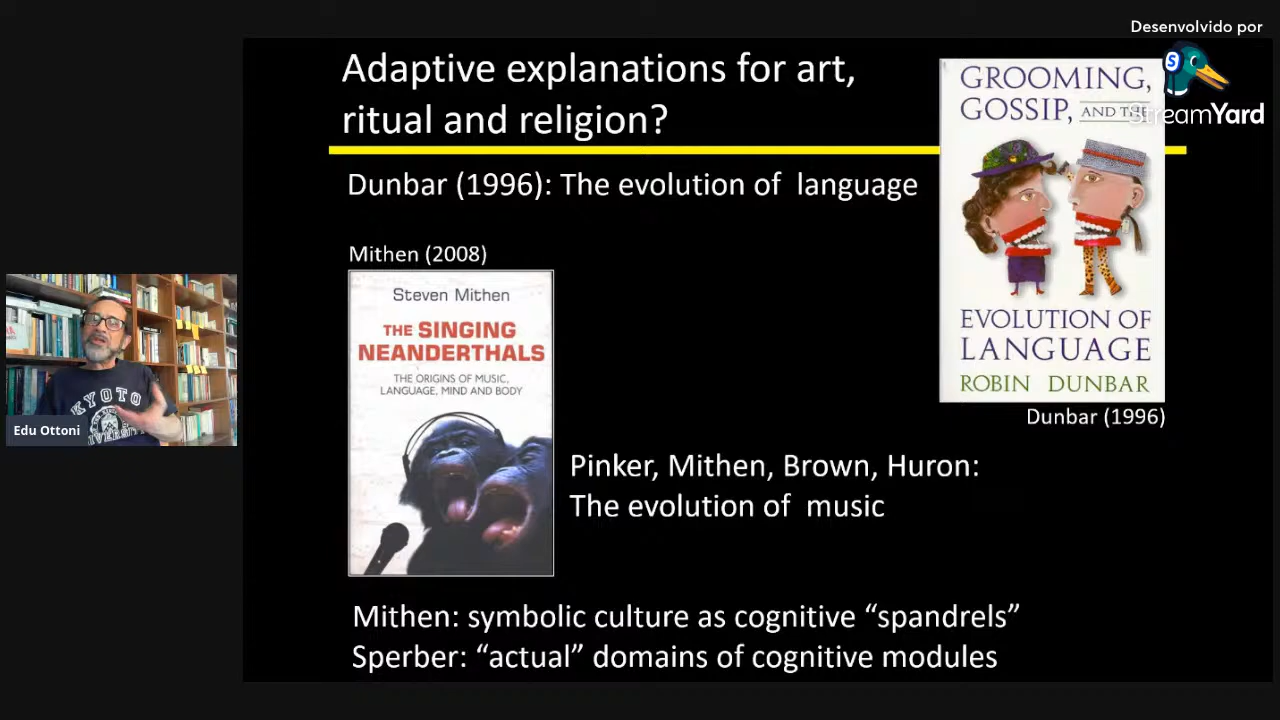 Desenvolvido por
StreamYard
Adaptive explanations for art,
ritual and religion?
Dunbar (1996): The evolution of language
GROOMING,
GOSSIP, AND THE
EVOLUTION OF
LANGUAGE
ROBIN DUNBAR
Dunbar (1996)
Mithen (2008)
Steven Mithen
THE SINGING
NEANDERTHALS
THE ORIGINS OF MUSIC,
LANGUAGE, MIND AND BODY
KYOTO
UNIVERSITY
Edu Ottoni
Pinker, Mithen, Brown, Huron:
The evolution of music
Mithen: symbolic culture as cognitive “spandrels”
Sperber: “actual” domains of cognitive modules